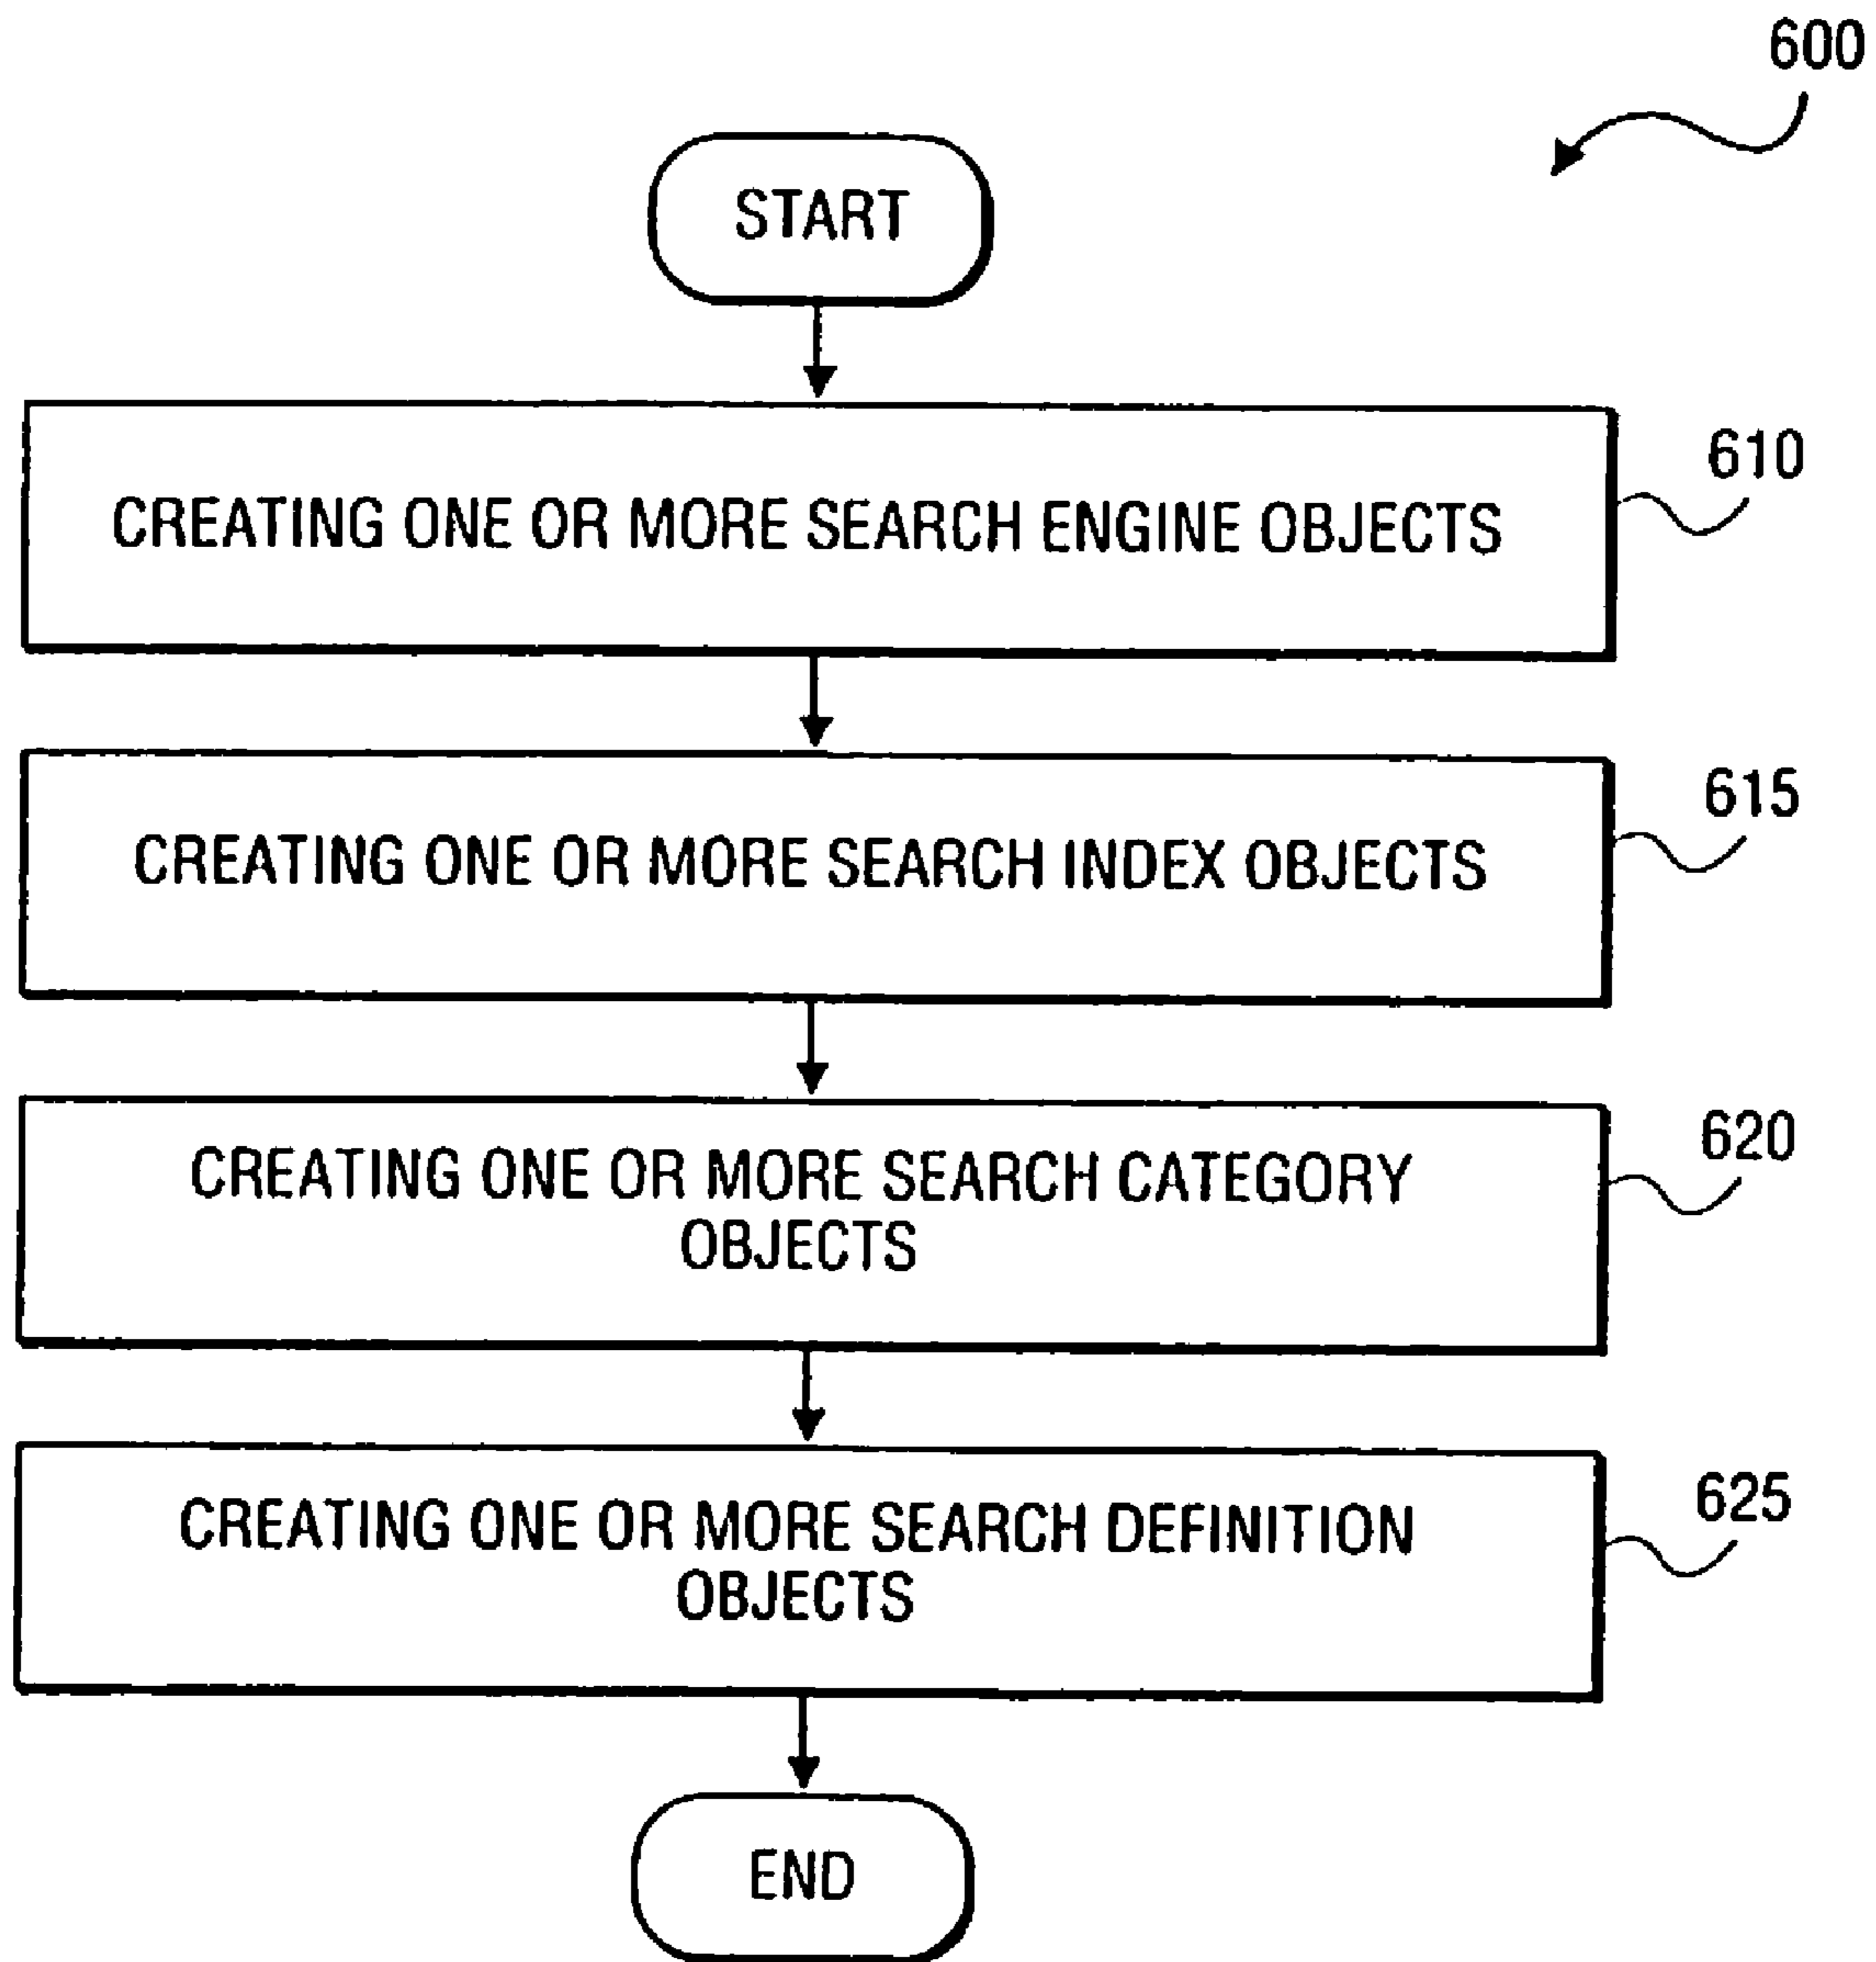 600
START
CREATING ONE OR MORE SEARCH ENGINE OBJECTS
610
CREATING ONE OR MORE SEARCH INDEX OBJECTS
615
CREATING ONE OR MORE SEARCH CATEGORY
OBJECTS
620
CREATING ONE OR MORE SEARCH DEFINITION
OBJECTS
625
END